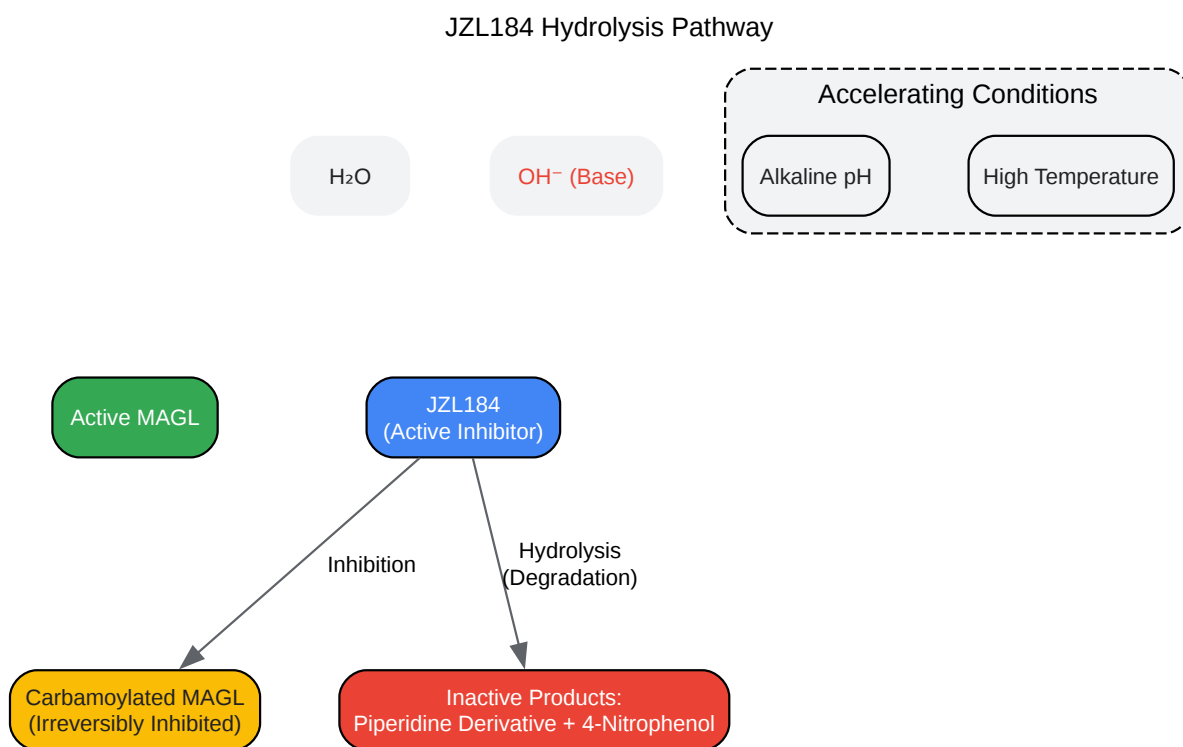 JZL184 Hydrolysis Pathway
Accelerating Conditions
H₂O
OH⁻ (Base)
Alkaline pH
High Temperature
Active MAGL
JZL184
(Active Inhibitor)
Inhibition
Hydrolysis
(Degradation)
Carbamoylated MAGL
(Irreversibly Inhibited)
Inactive Products:
Piperidine Derivative + 4-Nitrophenol